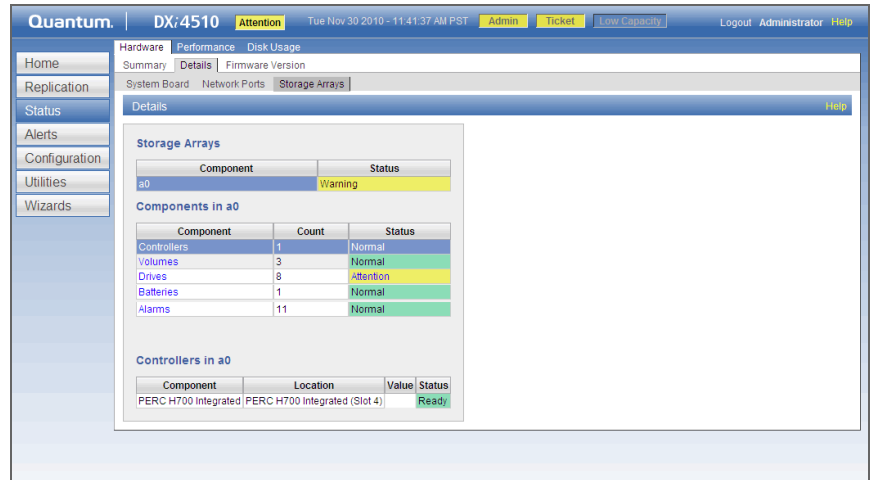 Quantum. DXi4510 Attention Tue Nov 30 2010 - 11:41:37 AM PST Admin Ticket Low Capacity Logout Administrator Help
Hardware Performance Disk Usage
Home
Summary Details Firmware Version
Replication
System Board Network Ports Storage Arrays
Status
Details Help
Alerts
Configuration
Utilities
Wizards
Storage Arrays
Component Status
a0 Warning
Components in a0
Component Count Status
Controllers 1 Normal
Volumes 3 Normal
Drives 8 Attention
Batteries 1 Normal
Alarms 11 Normal
Controllers in a0
Component Location Value Status
PERC H700 Integrated PERC H700 Integrated (Slot 4) Ready